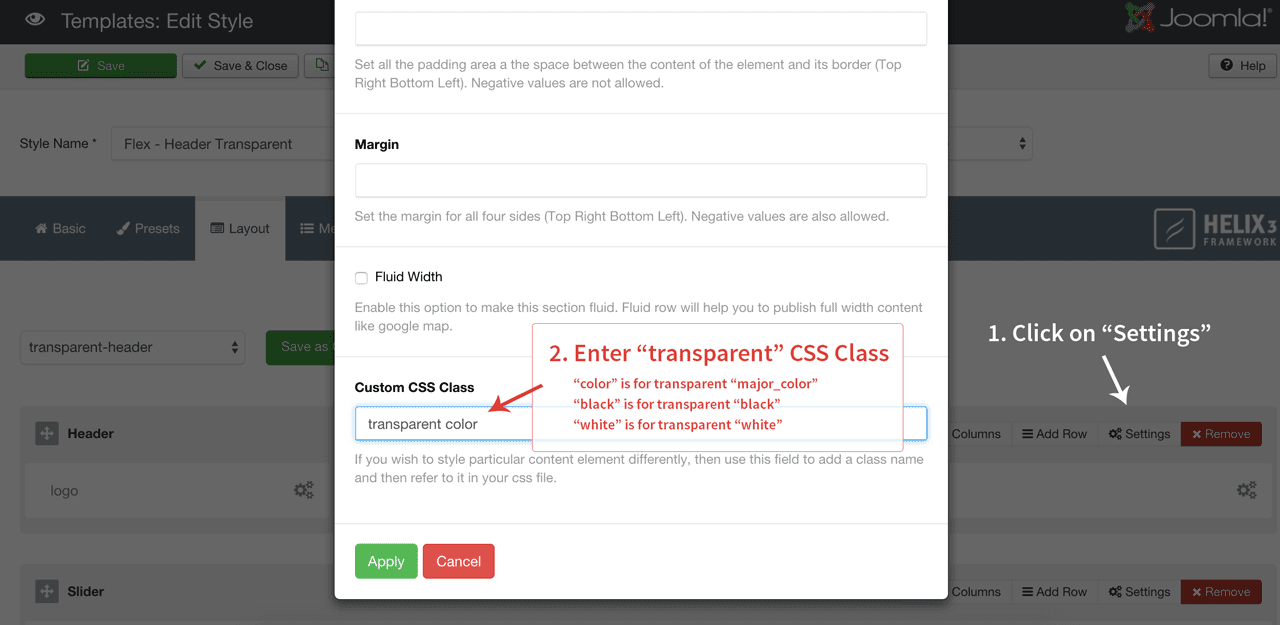 Templates: Edit Style
Joomla!®
Save
Save & Close
Help
Set all the padding area a the space between the content of the element and its border (Top
Right Bottom Left). Negative values are not allowed.
Style Name *
Flex - Header Transparent
Margin
Set the margin for all four sides (Top Right Bottom Left). Negative values are also allowed.
Basic
Presets
Layout
Me
HELIX3
FRAMEWORK
Fluid Width
Enable this option to make this section fluid. Fluid row will help you to publish full width content
like google map.
1. Click on “Settings”
transparent-header
Save as
2. Enter “transparent” CSS Class
“color” is for transparent “major_color”
“black” is for transparent “black”
“white” is for transparent “white”
Custom CSS Class
transparent color
Header
Columns
Add Row
Settings
Remove
If you wish to style particular content element differently, then use this field to add a class name
and then refer to it in your css file.
logo
Apply
Cancel
Slider
Columns
Add Row
Settings
Remove